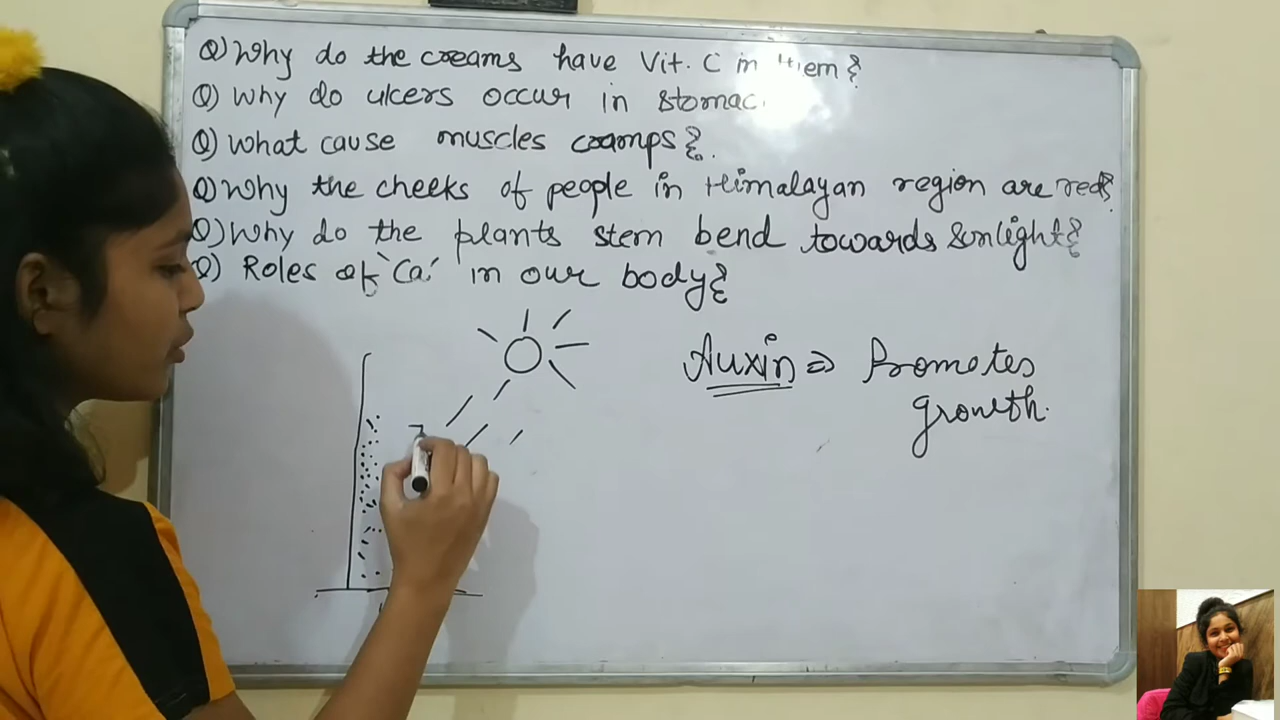 Q) Why do the creams have Vit. C in them?
Q) Why do ulcers occur in stomac.
Q) What cause muscles cramps?.
Q) Why the cheeks of people in Himalayan region are red?
Q) Why do the plants stem bend towards sunlight?
Q) Roles of 'Ca' in our body?
Auxin ⇒ Promotes
growth.